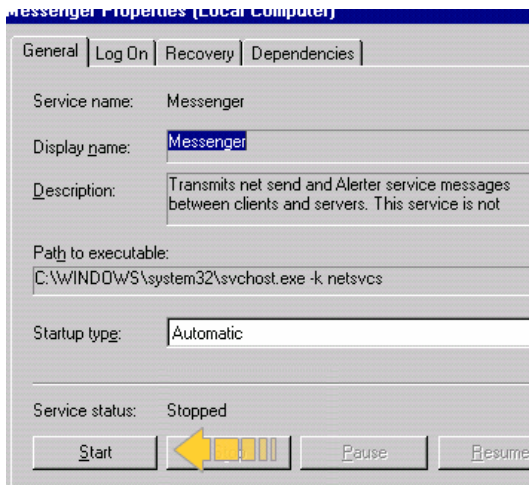 Messenger Properties (Local Computer)
General Log On Recovery Dependencies
Service name: Messenger
Display name: Messenger
Description: Transmits net send and Alerter service messages
between clients and servers. This service is not
Path to executable:
C:\WINDOWS\system32\svchost.exe -k netsvcs
Startup type: Automatic
Service status: Stopped
Start Pause Resume